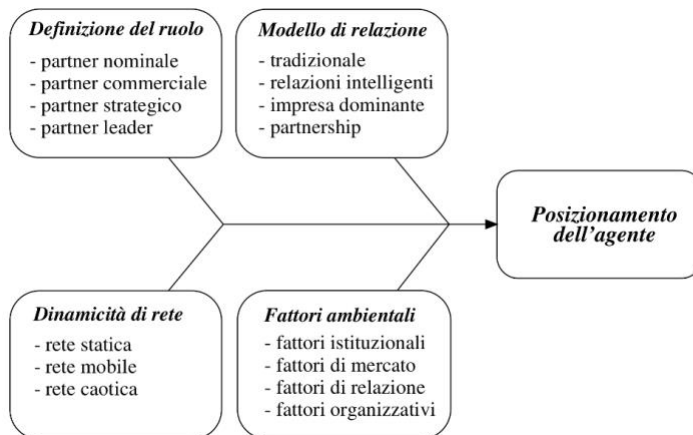 Definizione del ruolo
- partner nominale
- partner commerciale
- partner strategico
- partner leader
Modello di relazione
- tradizionale
- relazioni intelligenti
- impresa dominante
- partnership
Posizionamento
dell'agente
Dinamicità di rete
- rete statica
- rete mobile
- rete caotica
Fattori ambientali
- fattori istituzionali
- fattori di mercato
- fattori di relazione
- fattori organizzativi